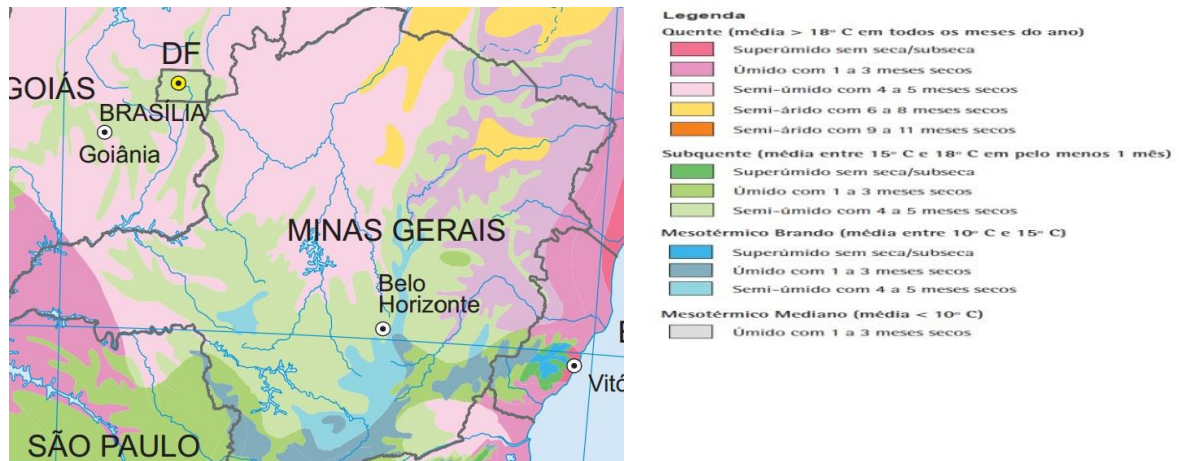 DF
GOIÁS
BRASÍLIA
Goiânia
MINAS GERAIS
Belo
Horizonte
E
Vitó
SÃO PAULO
Legenda
Quente (média > 18º C em todos os meses do ano)
Superúmido sem seca/subseca
Úmido com 1 a 3 meses secos
Semi-úmido com 4 a 5 meses secos
Semi-árido com 6 a 8 meses secos
Semi-árido com 9 a 11 meses secos
Subquente (média entre 15º C e 18º C em pelo menos 1 mês)
Superúmido sem seca/subseca
Úmido com 1 a 3 meses secos
Semi-úmido com 4 a 5 meses secos
Mesotérmico Brando (média entre 10º C e 15º C)
Superúmido sem seca/subseca
Úmido com 1 a 3 meses secos
Semi-úmido com 4 a 5 meses secos
Mesotérmico Mediano (média < 10º C)
Úmido com 1 a 3 meses secos